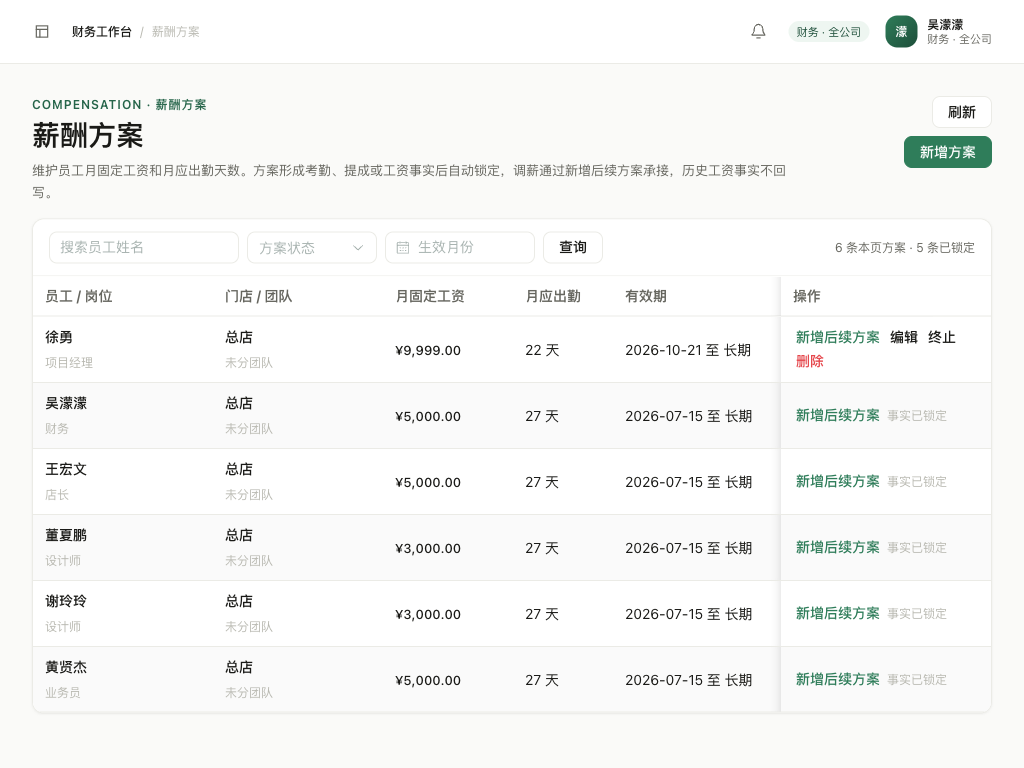 财务工作台 / 薪酬方案
财务 · 全公司
濛
吴濛濛
财务 · 全公司
COMPENSATION · 薪酬方案
薪酬方案
维护员工月固定工资和月应出勤天数。方案形成考勤、提成或工资事实后自动锁定，调薪通过新增后续方案承接，历史工资事实不回
写。
刷新
新增方案
搜索员工姓名
方案状态
生效月份
查询
6 条本页方案 · 5 条已锁定
员工 / 岗位 门店 / 团队 月固定工资 月应出勤 有效期 操作
徐勇 总店 ¥9,999.00 22 天 2026-10-21 至 长期 新增后续方案 编辑 终止
项目经理 未分团队 删除
吴濛濛 总店 ¥5,000.00 27 天 2026-07-15 至 长期 新增后续方案 事实已锁定
财务 未分团队
王宏文 总店 ¥5,000.00 27 天 2026-07-15 至 长期 新增后续方案 事实已锁定
店长 未分团队
董夏鹏 总店 ¥3,000.00 27 天 2026-07-15 至 长期 新增后续方案 事实已锁定
设计师 未分团队
谢玲玲 总店 ¥3,000.00 27 天 2026-07-15 至 长期 新增后续方案 事实已锁定
设计师 未分团队
黄贤杰 总店 ¥5,000.00 27 天 2026-07-15 至 长期 新增后续方案 事实已锁定
业务员 未分团队